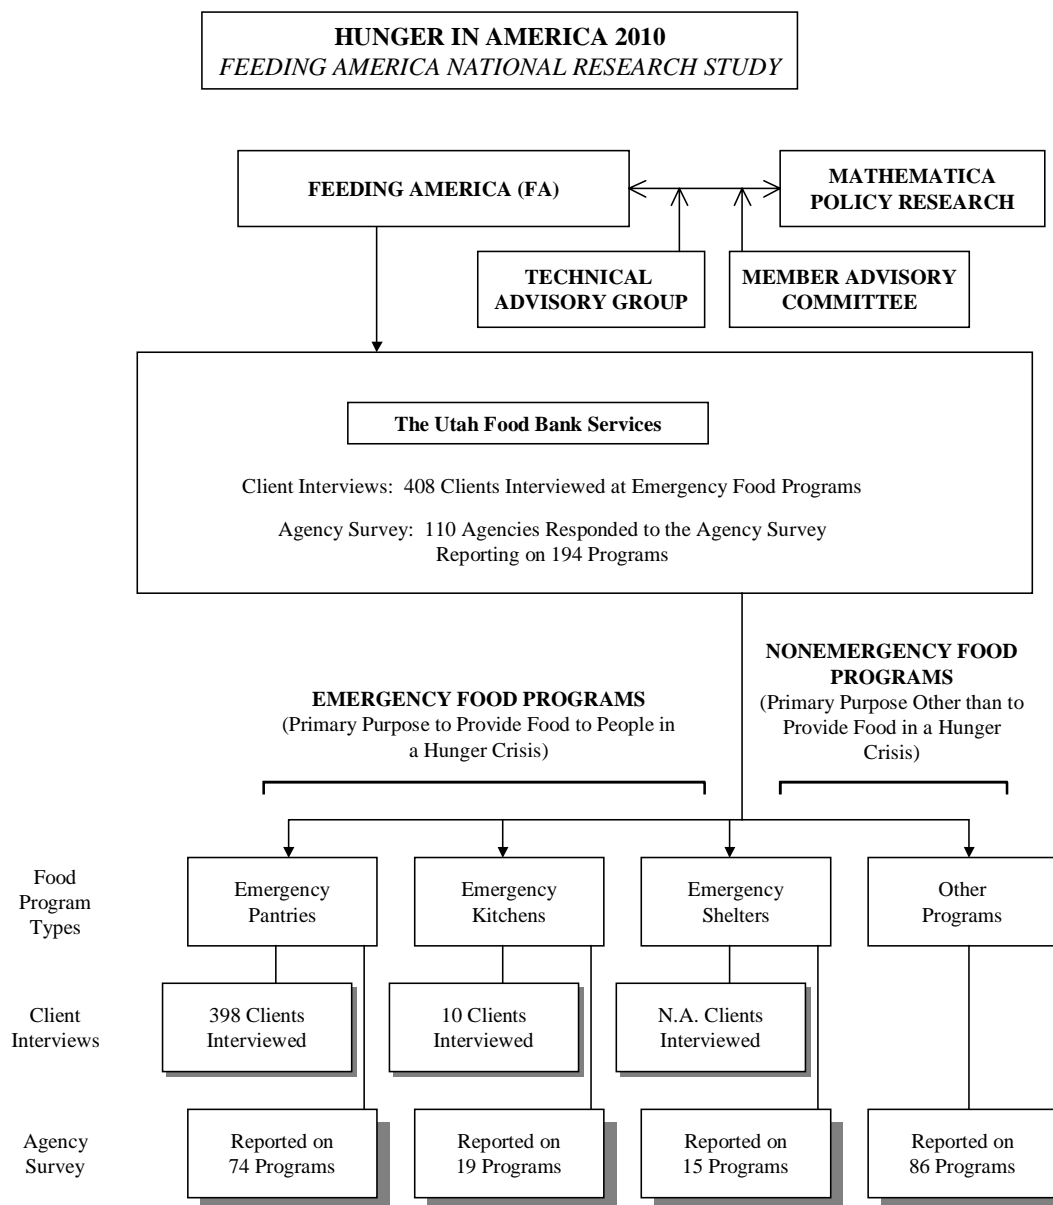 HUNGER IN AMERICA 2010
FEEDING AMERICA NATIONAL RESEARCH STUDY
FEEDING AMERICA (FA)
MATHEMATICA
POLICY RESEARCH
TECHNICAL
ADVISORY GROUP
MEMBER ADVISORY
COMMITTEE
The Utah Food Bank Services
Client Interviews: 408 Clients Interviewed at Emergency Food Programs
Agency Survey: 110 Agencies Responded to the Agency Survey
Reporting on 194 Programs
EMERGENCY FOOD PROGRAMS
(Primary Purpose to Provide Food to People in
a Hunger Crisis)
NONEMERGENCY FOOD
PROGRAMS
(Primary Purpose Other than to
Provide Food in a Hunger
Crisis)
Food
Program
Types
Emergency
Pantries
Emergency
Kitchens
Emergency
Shelters
Other
Programs
Client
Interviews
398 Clients
Interviewed
10 Clients
Interviewed
N.A. Clients
Interviewed
Agency
Survey
Reported on
74 Programs
Reported on
19 Programs
Reported on
15 Programs
Reported on
86 Programs